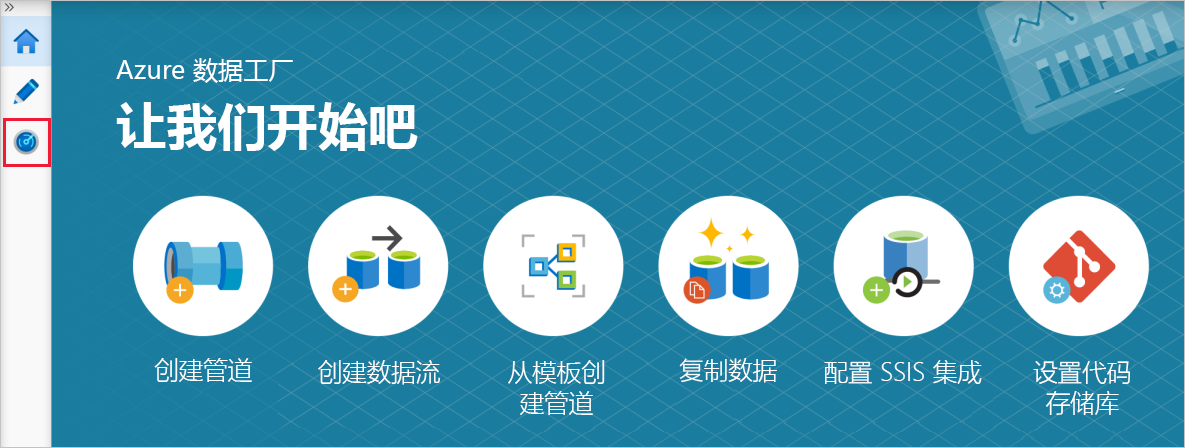 Azure 数据工厂
让我们开始吧
创建管道
创建数据流
从模板创
建管道
复制数据
配置 SSIS 集成
设置代码
存储库